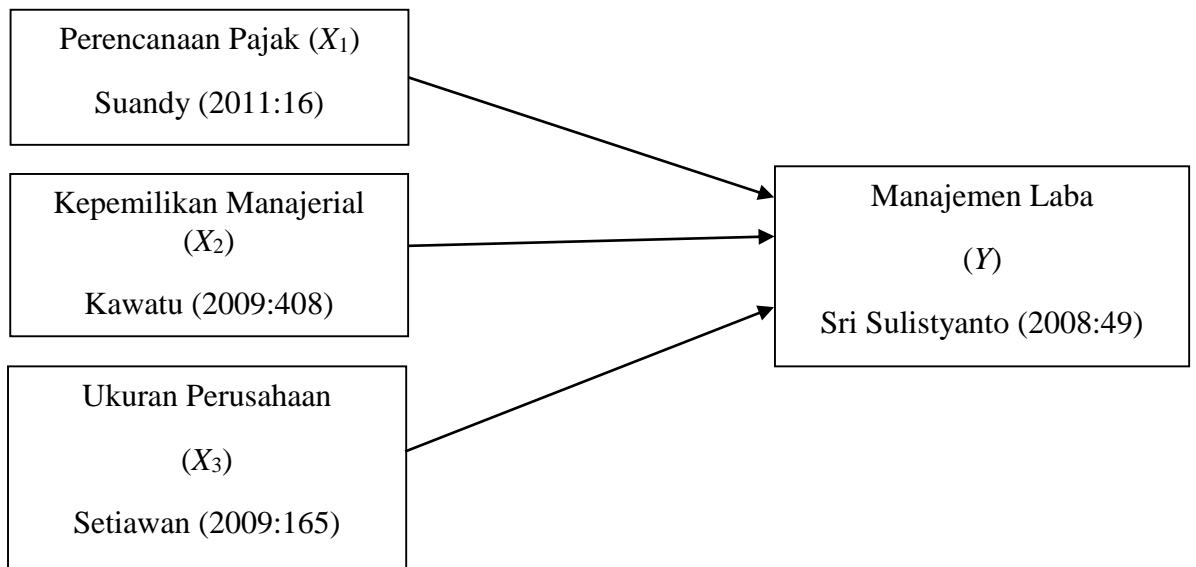 Perencanaan Pajak (X₁)
Suandy (2011:16)
Kepemilikan Manajerial
(X₂)
Kawatu (2009:408)
Ukuran Perusahaan
(X₃)
Setiawan (2009:165)
Manajemen Laba
(Y)
Sri Sulistyanto (2008:49)